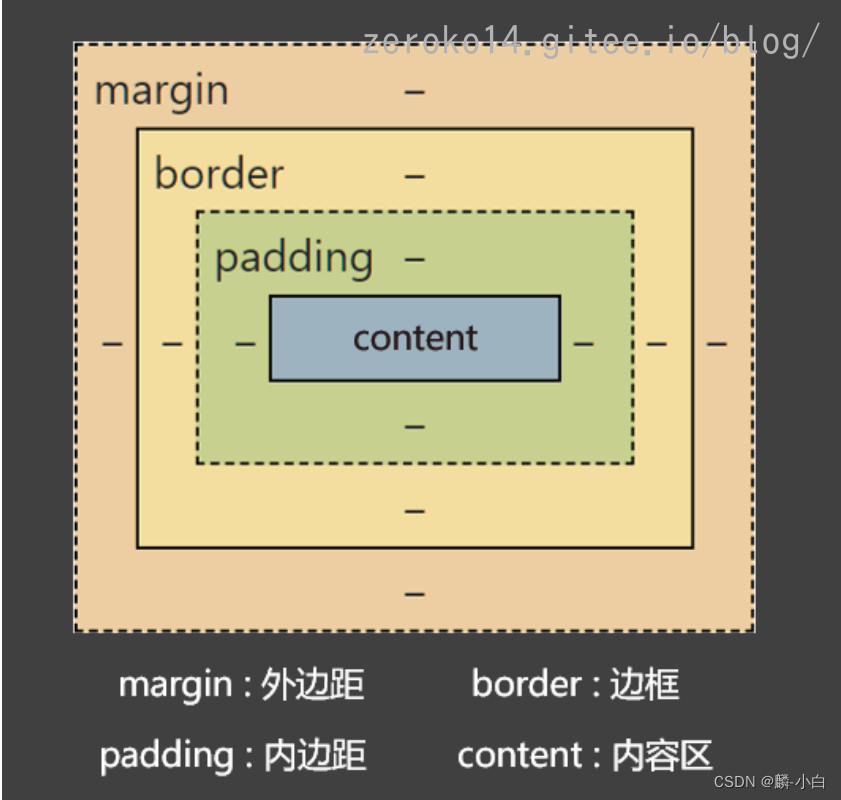 zeroko14.gitee.io/blog/
margin –
border –
padding –
– – – content – – –
–
–
–
margin : 外边距 border : 边框
padding : 内边距 content : 内容区
CSDN @麟-小白